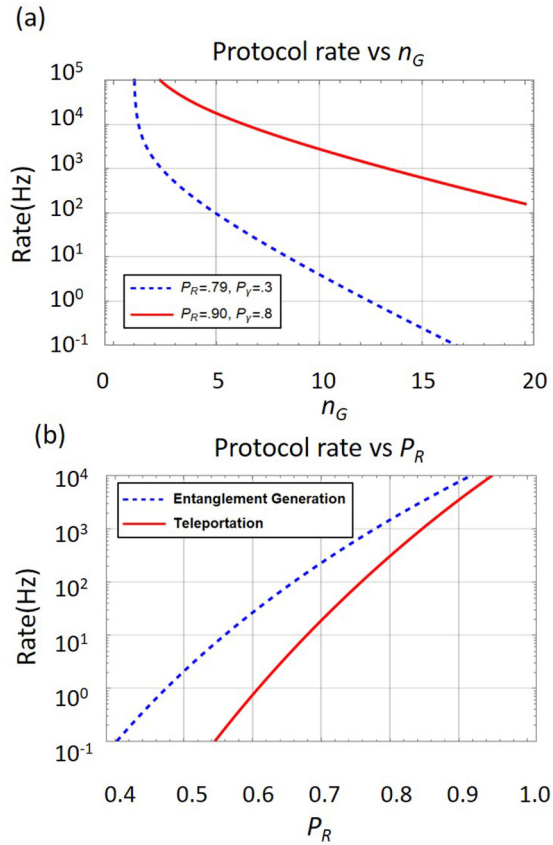 (a)
Protocol rate vs n_G
Rate(Hz)
10^5
10^4
10^3
10^2
10^1
10^0
10^-1
P_R=.79, P_γ=.3
P_R=.90, P_γ=.8
0 5 10 15 20
n_G
(b)
Protocol rate vs P_R
Rate(Hz)
10^4
10^3
10^2
10^1
10^0
10^-1
Entanglement Generation
Teleportation
0.4 0.5 0.6 0.7 0.8 0.9 1.0
P_R